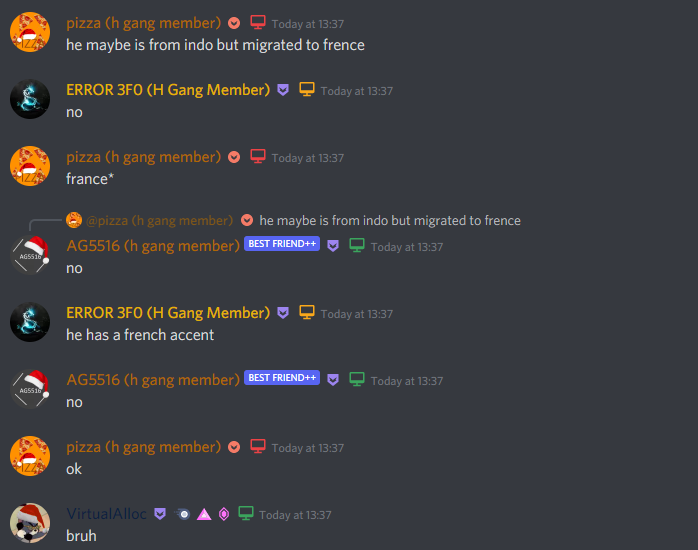 pizza (h gang member) Today at 13:37
he maybe is from indo but migrated to frence
ERROR 3F0 (H Gang Member) Today at 13:37
no
pizza (h gang member) Today at 13:37
france*
@pizza (h gang member) he maybe is from indo but migrated to frence
AG5516 (h gang member) BEST FRIEND++ Today at 13:37
no
ERROR 3F0 (H Gang Member) Today at 13:37
he has a french accent
AG5516 (h gang member) BEST FRIEND++ Today at 13:37
no
pizza (h gang member) Today at 13:37
ok
VirtualAlloc Today at 13:37
bruh